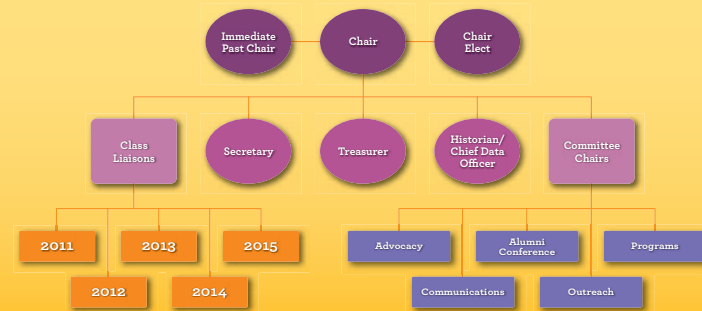 Immediate
Past Chair
Chair
Chair
Elect
Class
Liaisons
Secretary
Treasurer
Historian/
Chief Data
Officer
Committee
Chairs
2011
2013
2015
Advocacy
Alumni
Conference
Programs
2012
2014
Communications
Outreach